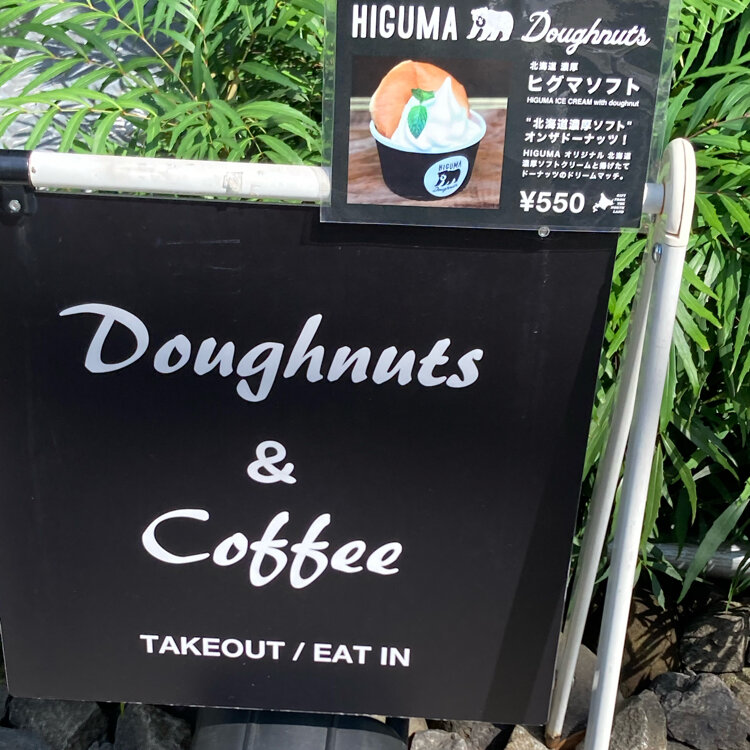 HIGUMA Doughnuts
北海道 濃厚
ヒグマソフト
HIGUMA ICE CREAM with doughnut
"北海道濃厚ソフト"
オンザドーナッツ！
HIGUMA オリジナル 北海道
濃厚ソフトクリームと揚げたて
ドーナッツのドリームマッチ。
¥550
HIGUMA
Doughnuts
Doughnuts
&
Coffee
TAKEOUT / EAT IN